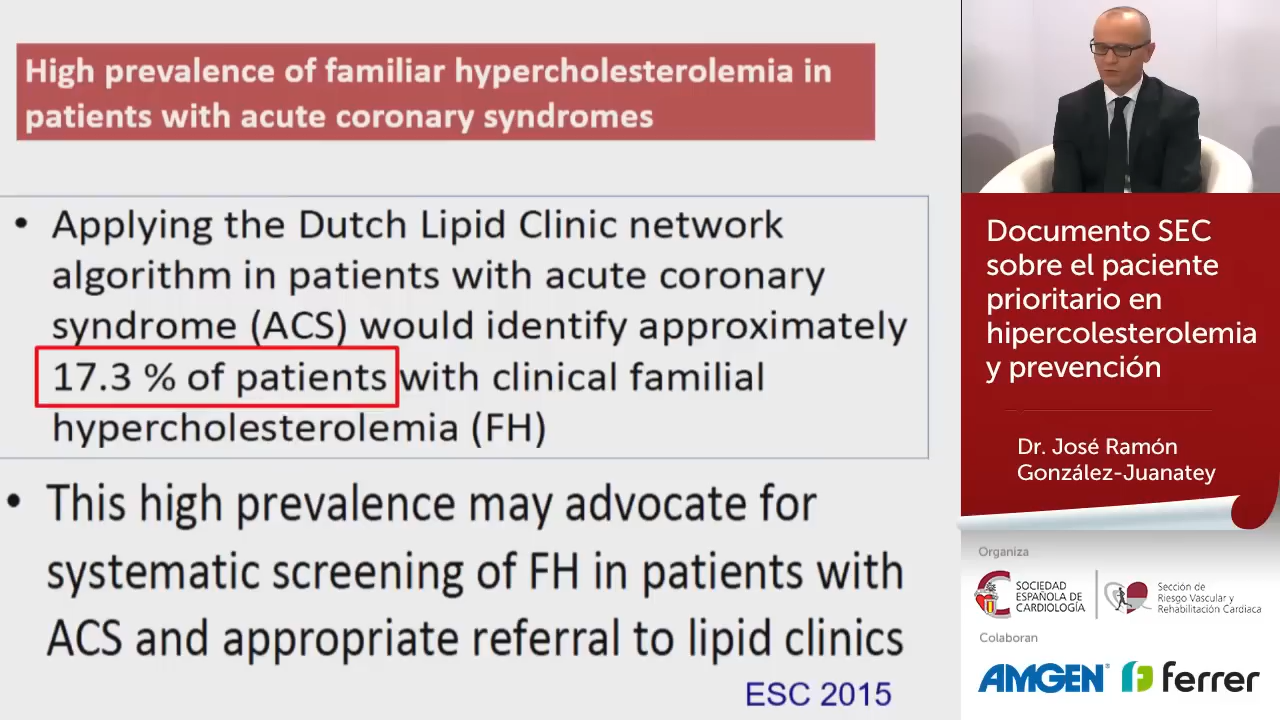 High prevalence of familiar hypercholesterolemia in
patients with acute coronary syndromes
• Applying the Dutch Lipid Clinic network
algorithm in patients with acute coronary
syndrome (ACS) would identify approximately
17.3 % of patients with clinical familial
hypercholesterolemia (FH)
• This high prevalence may advocate for
systematic screening of FH in patients with
ACS and appropriate referral to lipid clinics
ESC 2015
Documento SEC
sobre el paciente
prioritario en
hipercolesterolemia
y prevención
Dr. José Ramón
González-Juanatey
Organiza
SOCIEDAD
ESPAÑOLA DE
CARDIOLOGÍA
Sección de
Riesgo Vascular y
Rehabilitación Cardiaca
Colaboran
AMGEN®
ferrer